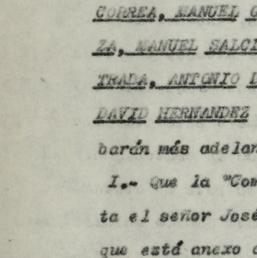 CORREA, MANUEL
ZA, MANUEL SALCI
TRADA, ANTONIO
DAVID HERNANDEZ
barán más adelan
I.- Que la "Com
ta el señor José
que está anexo